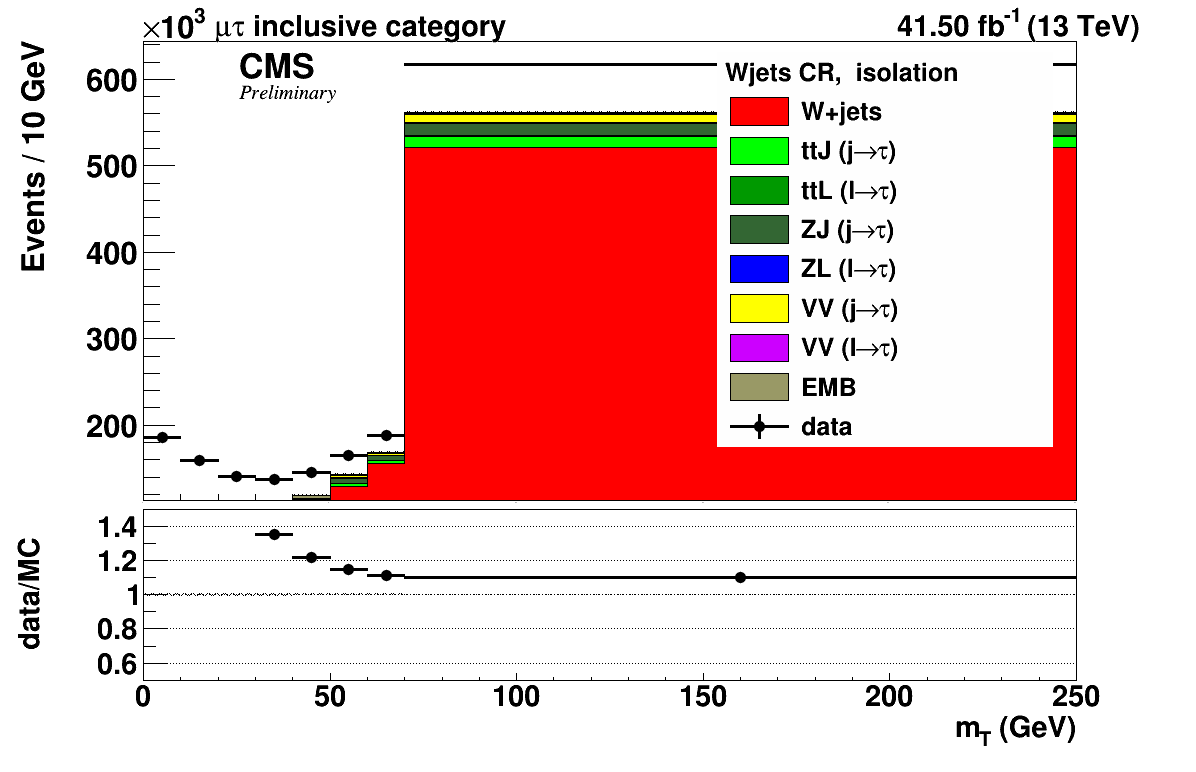 ×10³ μτ inclusive category
41.50 fb⁻¹ (13 TeV)
Events / 10 GeV
600
500
400
300
200
CMS
Preliminary
Wjets CR, isolation
W+jets
ttJ (j→τ)
ttL (l→τ)
ZJ (j→τ)
ZL (l→τ)
VV (j→τ)
VV (l→τ)
EMB
data
data/MC
1.4
1.2
1
0.8
0.6
0 50 100 150 200 250
m_T (GeV)